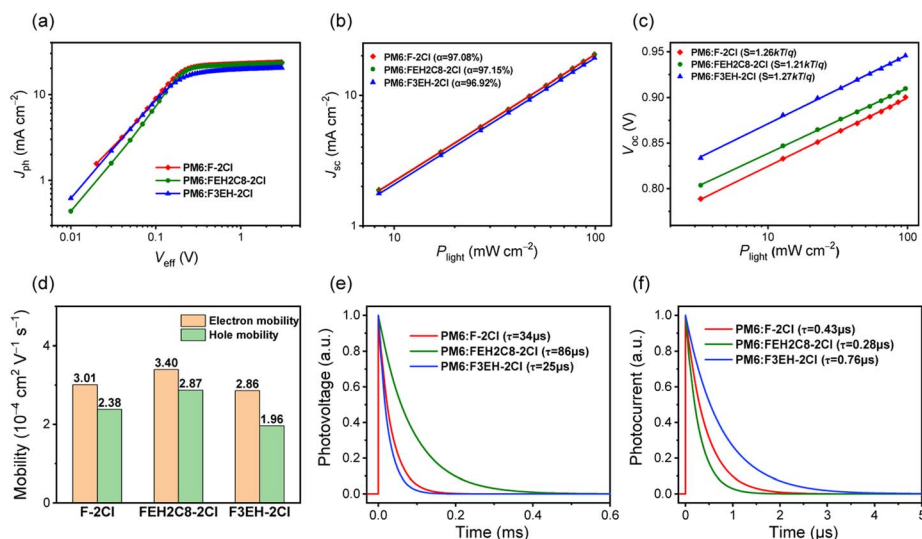 (a)
J_ph (mA cm⁻²)
10
1
PM6:F-2Cl
PM6:FEH2C8-2Cl
PM6:F3EH-2Cl
0.01 0.1 1
V_eff (V)
(b)
J_sc (mA cm⁻²)
10
1
PM6:F-2Cl (α=97.08%)
PM6:FEH2C8-2Cl (α=97.15%)
PM6:F3EH-2Cl (α=96.92%)
10 100
P_light (mW cm⁻²)
(c)
V_oc (V)
0.95
0.90
0.85
0.80
PM6:F-2Cl (S=1.26kT/q)
PM6:FEH2C8-2Cl (S=1.21kT/q)
PM6:F3EH-2Cl (S=1.27kT/q)
10 100
P_light (mW cm⁻²)
(d)
Mobility (10⁻⁴ cm² V⁻¹ s⁻¹)
4
2
0
Electron mobility
Hole mobility
3.01
2.38
3.40
2.87
2.86
1.96
F-2Cl FEH2C8-2Cl F3EH-2Cl
(e)
Photovoltage (a.u.)
1.0
0.8
0.6
0.4
0.2
0.0
PM6:F-2Cl (τ=34μs)
PM6:FEH2C8-2Cl (τ=86μs)
PM6:F3EH-2Cl (τ=25μs)
0.0 0.2 0.4 0.6
Time (ms)
(f)
Photocurrent (a.u.)
1.0
0.8
0.6
0.4
0.2
0.0
PM6:F-2Cl (τ=0.43μs)
PM6:FEH2C8-2Cl (τ=0.28μs)
PM6:F3EH-2Cl (τ=0.76μs)
0 1 2 3 4 5
Time (μs)